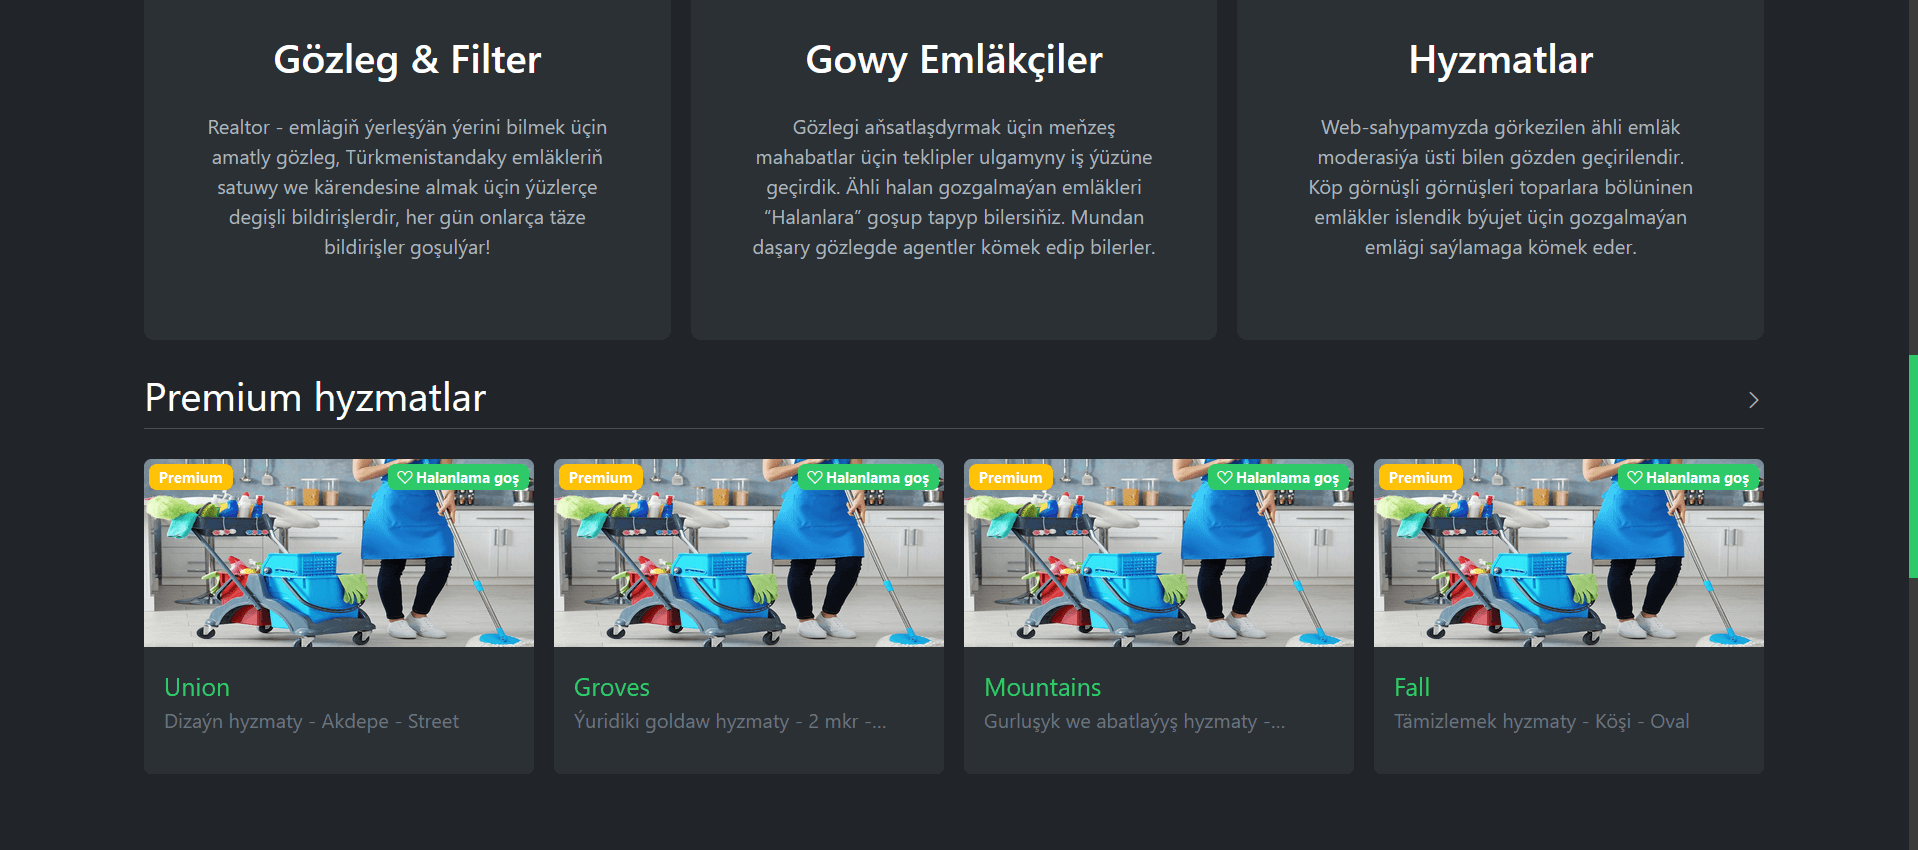 Gözleg & Filter
Realtor - emlägiň ýerleşýän ýerini bilmek üçin
amatly gözleg, Türkmenistandaky emläkleriň
satuwy we kärendesine almak üçin ýüzlerçe
degişli bildirişlerdir, her gün onlarça täze
bildirişler goşulýar!
Gowy Emläkçiler
Gözlegi aňsatlaşdyrmak üçin meňzeş
mahabatlar üçin teklipler ulgamyny iş ýüzüne
geçirdik. Ähli halan gozgalmaýan emläkleri
“Halanlara” goşup tapyp bilersiňiz. Mundan
daşary gözlegde agentler kömek edip bilerler.
Hyzmatlar
Web-sahypamyzda görkezilen ähli emläk
moderasiýa üsti bilen gözden geçirilendir.
Köp görnüşli görnüşleri toparlara bölüninen
emläkler islendik býujet üçin gozgalmaýan
emlägi saýlamaga kömek eder.
Premium hyzmatlar
Premium
♡ Halanlama goş
Union
Dizaýn hyzmaty - Akdepe - Street
Premium
♡ Halanlama goş
Groves
Ýuridiki goldaw hyzmaty - 2 mkr -...
Premium
♡ Halanlama goş
Mountains
Gurluşyk we abatlaýyş hyzmaty -...
Premium
♡ Halanlama goş
Fall
Tämizlemek hyzmaty - Köşi - Oval